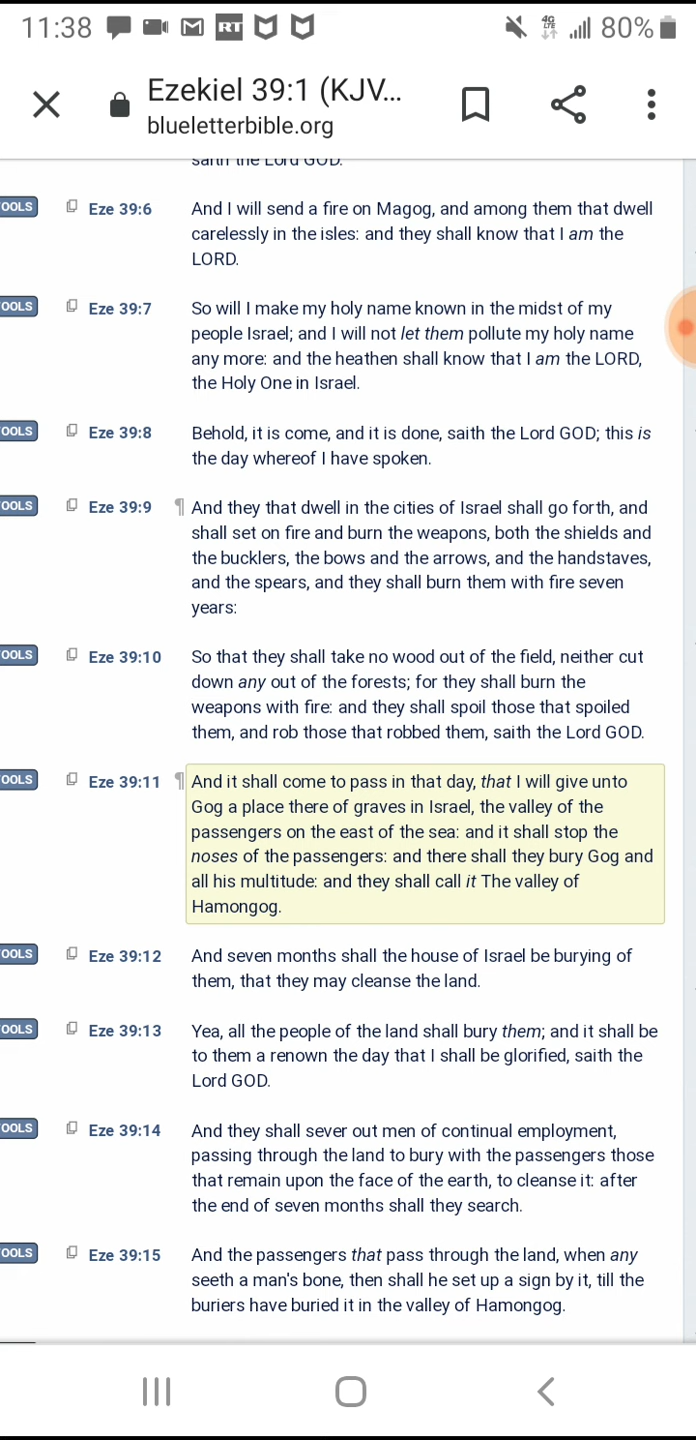 11:38 RT 4G LTE 80%
Ezekiel 39:1 (KJV...
blueletterbible.org
saith the Lord GOD.
OOLS Eze 39:6 And I will send a fire on Magog, and among them that dwell
carelessly in the isles: and they shall know that I am the
LORD.
OOLS Eze 39:7 So will I make my holy name known in the midst of my
people Israel; and I will not let them pollute my holy name
any more: and the heathen shall know that I am the LORD,
the Holy One in Israel.
OOLS Eze 39:8 Behold, it is come, and it is done, saith the Lord GOD; this is
the day whereof I have spoken.
OOLS Eze 39:9 ¶ And they that dwell in the cities of Israel shall go forth, and
shall set on fire and burn the weapons, both the shields and
the bucklers, the bows and the arrows, and the handstaves,
and the spears, and they shall burn them with fire seven
years:
OOLS Eze 39:10 So that they shall take no wood out of the field, neither cut
down any out of the forests; for they shall burn the
weapons with fire: and they shall spoil those that spoiled
them, and rob those that robbed them, saith the Lord GOD.
OOLS Eze 39:11 ¶ And it shall come to pass in that day, that I will give unto
Gog a place there of graves in Israel, the valley of the
passengers on the east of the sea: and it shall stop the
noses of the passengers: and there shall they bury Gog and
all his multitude: and they shall call it The valley of
Hamongog.
OOLS Eze 39:12 And seven months shall the house of Israel be burying of
them, that they may cleanse the land.
OOLS Eze 39:13 Yea, all the people of the land shall bury them; and it shall be
to them a renown the day that I shall be glorified, saith the
Lord GOD.
OOLS Eze 39:14 And they shall sever out men of continual employment,
passing through the land to bury with the passengers those
that remain upon the face of the earth, to cleanse it: after
the end of seven months shall they search.
OOLS Eze 39:15 And the passengers that pass through the land, when any
seeth a man's bone, then shall he set up a sign by it, till the
buriers have buried it in the valley of Hamongog.